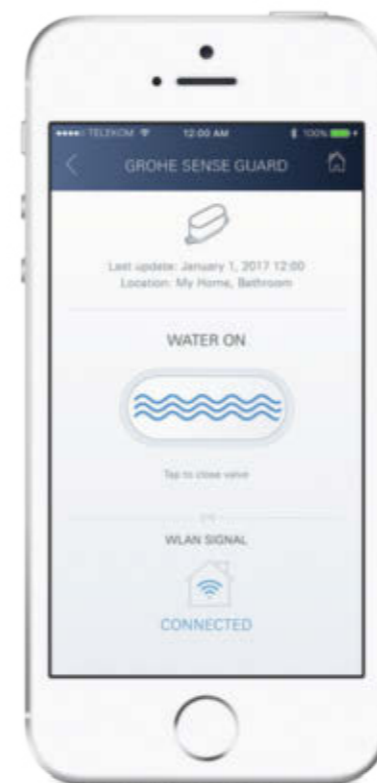 TELEKOM 12:00 AM 100%
GROHE SENSE GUARD
Last update: January 1, 2017 12:00
Location: My Home, Bathroom
WATER ON
Tap to close valve
WLAN SIGNAL
CONNECTED